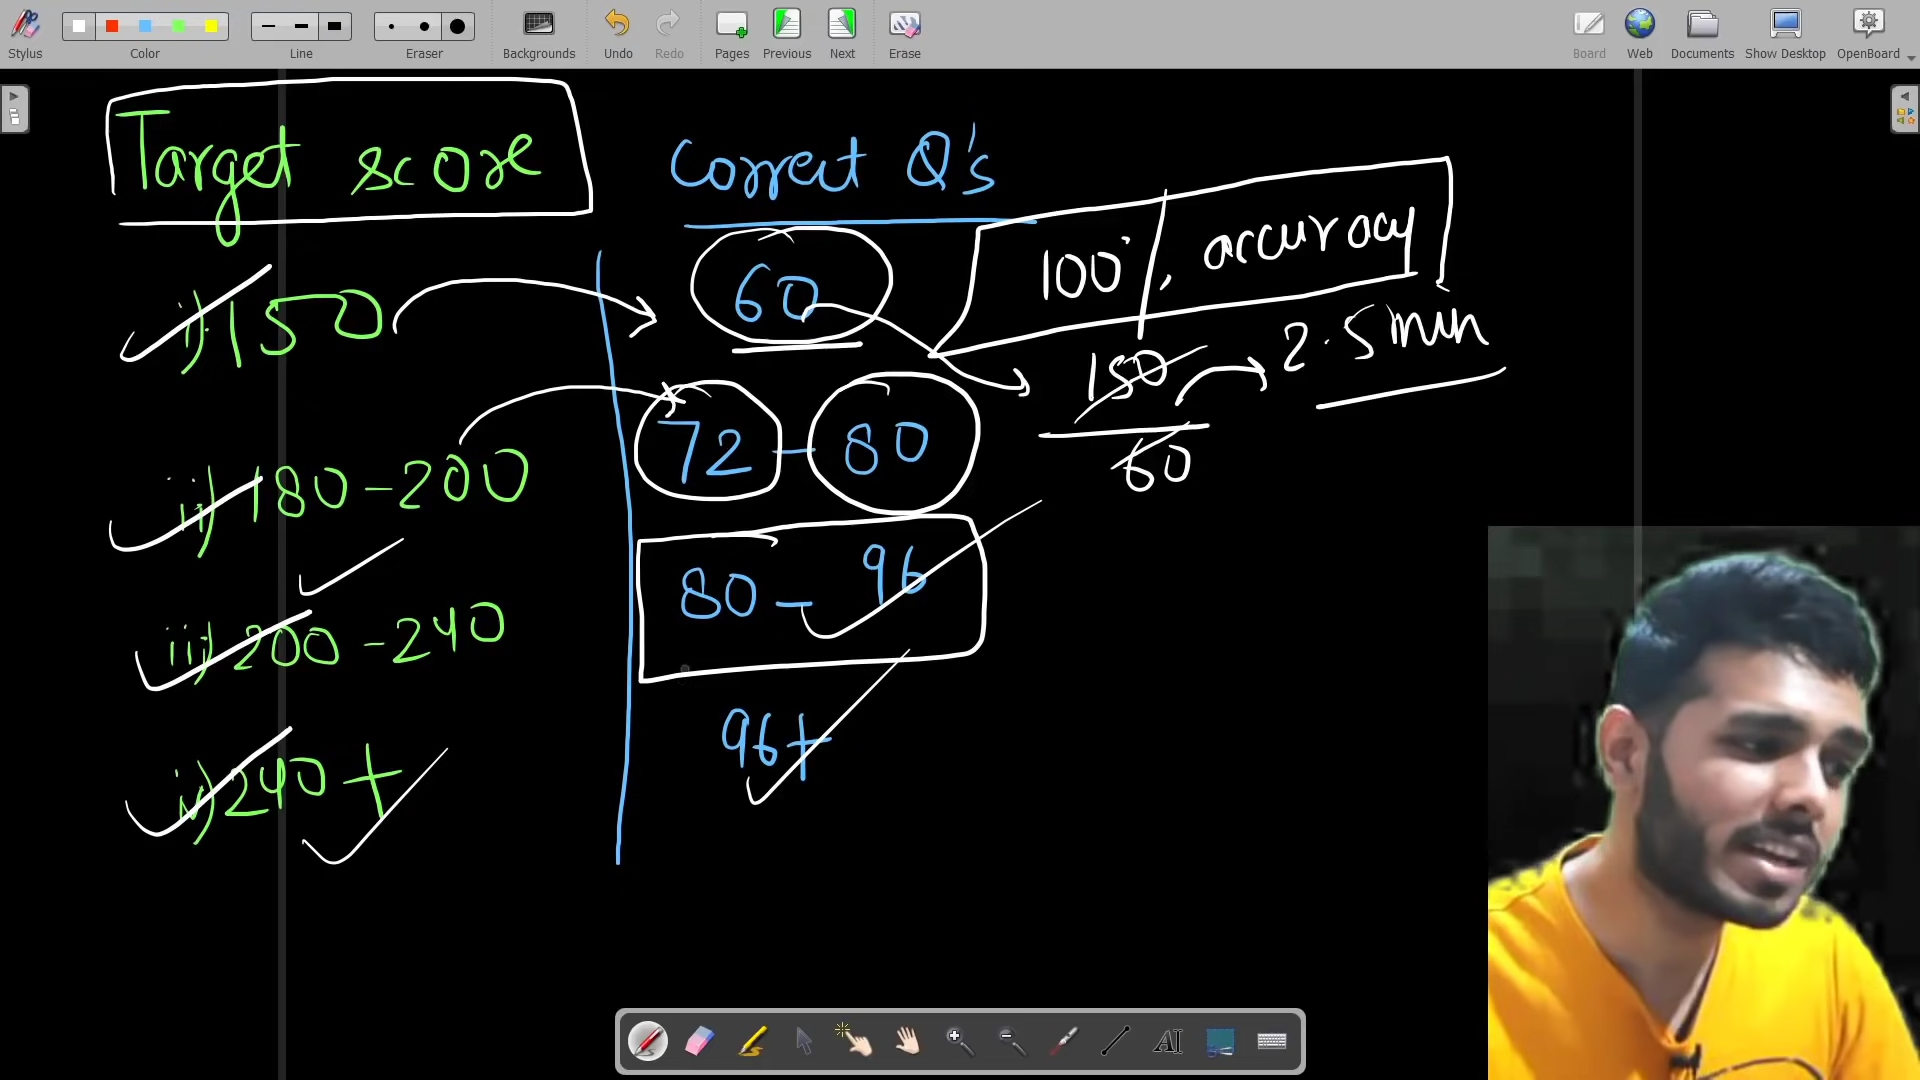 Stylus Color Line Eraser Backgrounds Undo Redo Pages Previous Next Erase Board Web Documents Show Desktop OpenBoard
Target score Correct Q's
100% accuracy
i) 150 60
150/60 2.5 min
ii) 180-200 72-80
iii) 200-240 80-96
iv) 240+ 96+